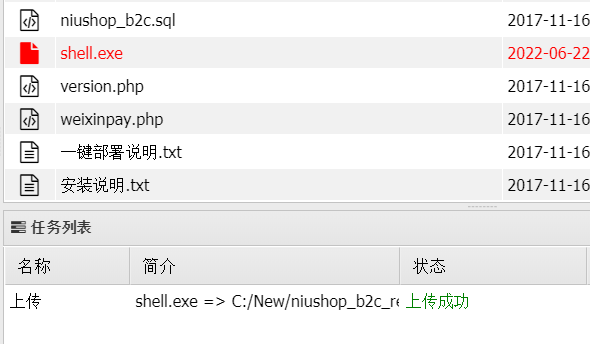 niushop_b2c.sql 2017-11-16
shell.exe 2022-06-22
version.php 2017-11-16
weixinpay.php 2017-11-16
一键部署说明.txt 2017-11-16
安装说明.txt 2017-11-16
任务列表
名称 简介 状态
上传 shell.exe => C:/New/niushop_b2c_re 上传成功